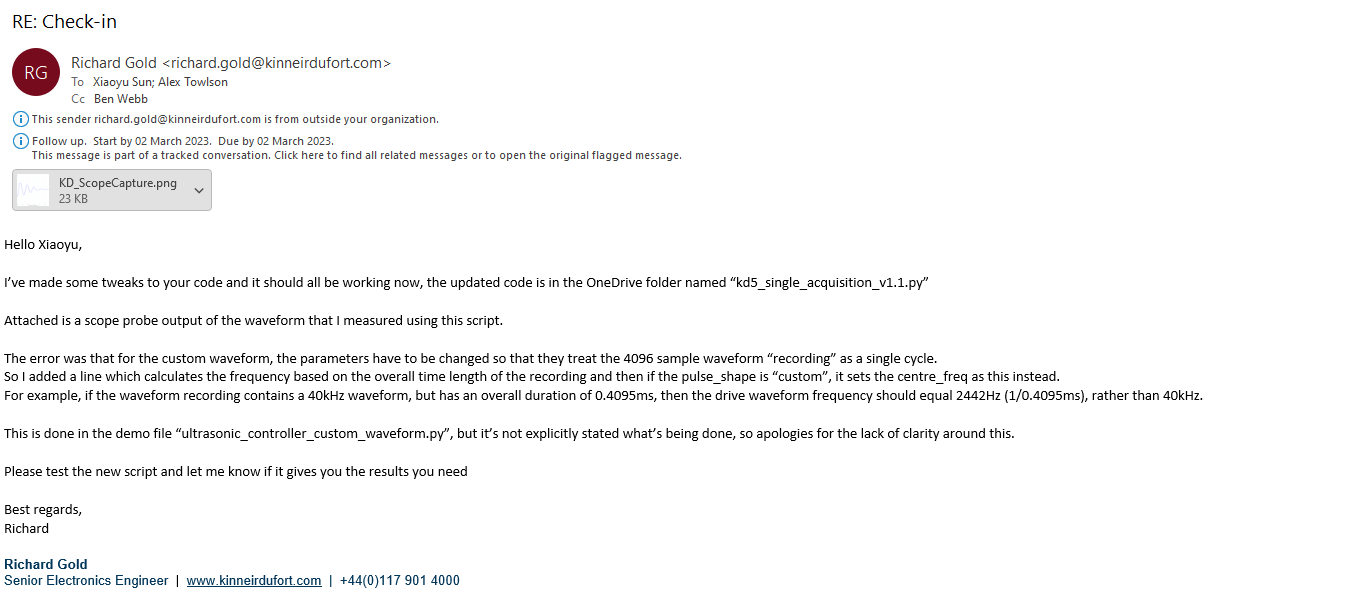 RE: Check-in
RG
Richard Gold <richard.gold@kinneirdufort.com>
To Xiaoyu Sun; Alex Towlson
Cc Ben Webb
This sender richard.gold@kinneirdufort.com is from outside your organization.
Follow up. Start by 02 March 2023. Due by 02 March 2023.
This message is part of a tracked conversation. Click here to find all related messages or to open the original flagged message.
KD_ScopeCapture.png
23 KB
Hello Xiaoyu,
I've made some tweaks to your code and it should all be working now, the updated code is in the OneDrive folder named “kd5_single_acquisition_v1.1.py”
Attached is a scope probe output of the waveform that I measured using this script.
The error was that for the custom waveform, the parameters have to be changed so that they treat the 4096 sample waveform “recording” as a single cycle.
So I added a line which calculates the frequency based on the overall time length of the recording and then if the pulse_shape is “custom”, it sets the centre_freq as this instead.
For example, if the waveform recording contains a 40kHz waveform, but has an overall duration of 0.4095ms, then the drive waveform frequency should equal 2442Hz (1/0.4095ms), rather than 40kHz.
This is done in the demo file “ultrasonic_controller_custom_waveform.py”, but it's not explicitly stated what's being done, so apologies for the lack of clarity around this.
Please test the new script and let me know if it gives you the results you need
Best regards,
Richard
Richard Gold
Senior Electronics Engineer | www.kinneirdufort.com | +44(0)117 901 4000